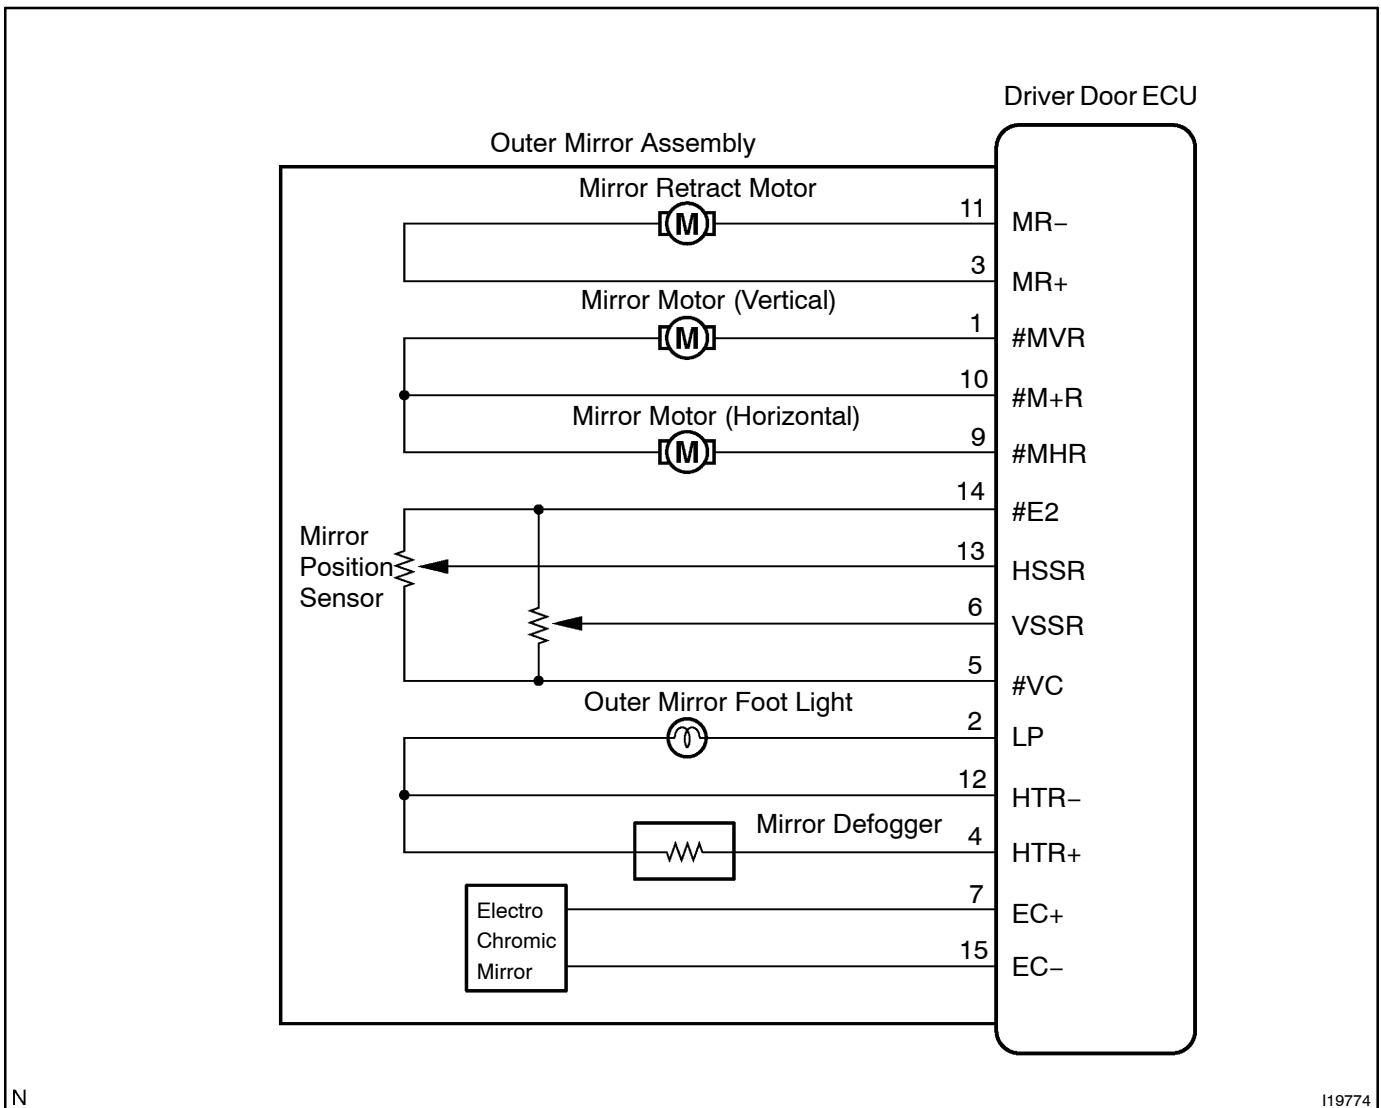 Driver Door ECU
Outer Mirror Assembly
Mirror Retract Motor
M
11
MR−
3
MR+
Mirror Motor (Vertical)
M
1
#MVR
10
#M+R
Mirror Motor (Horizontal)
M
9
#MHR
14
#E2
Mirror
Position
Sensor
13
HSSR
6
VSSR
5
#VC
Outer Mirror Foot Light
2
LP
12
HTR−
Mirror Defogger
4
HTR+
Electro
Chromic
Mirror
7
EC+
15
EC−
N
I19774